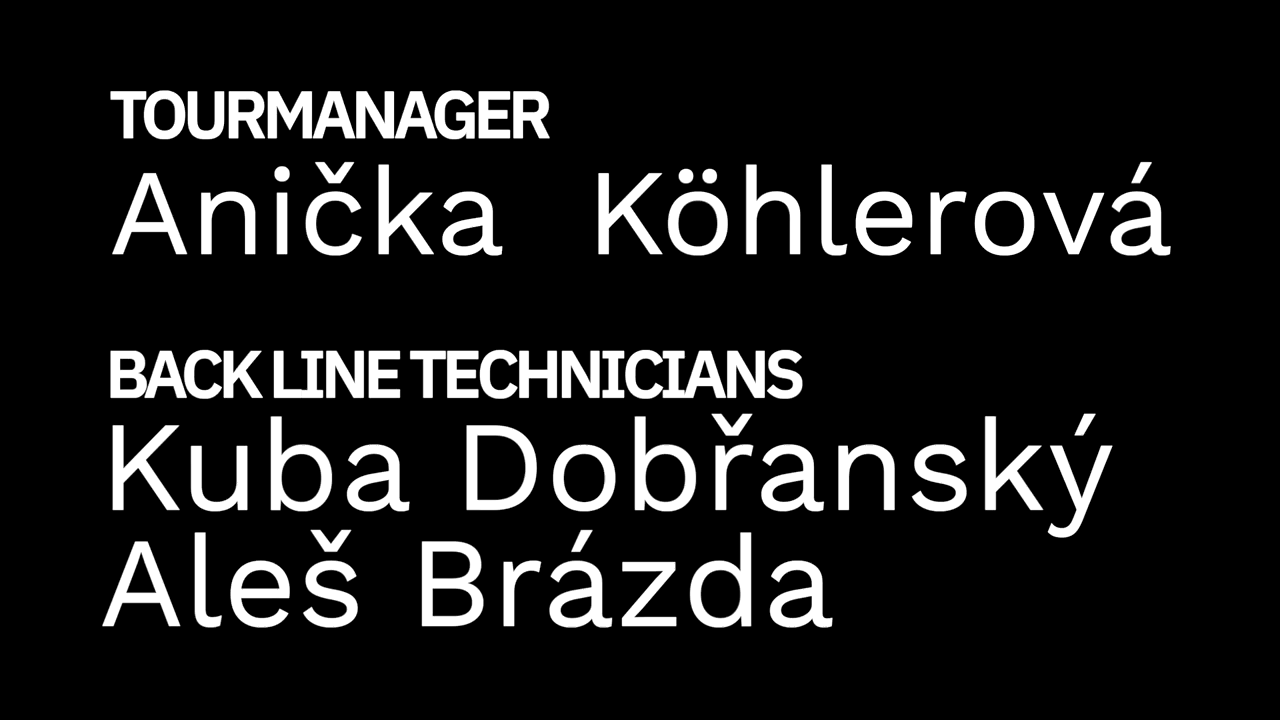 TOURMANAGER
Anička Köhlerová
BACK LINE TECHNICIANS
Kuba Dobřanský
Aleš Brázda